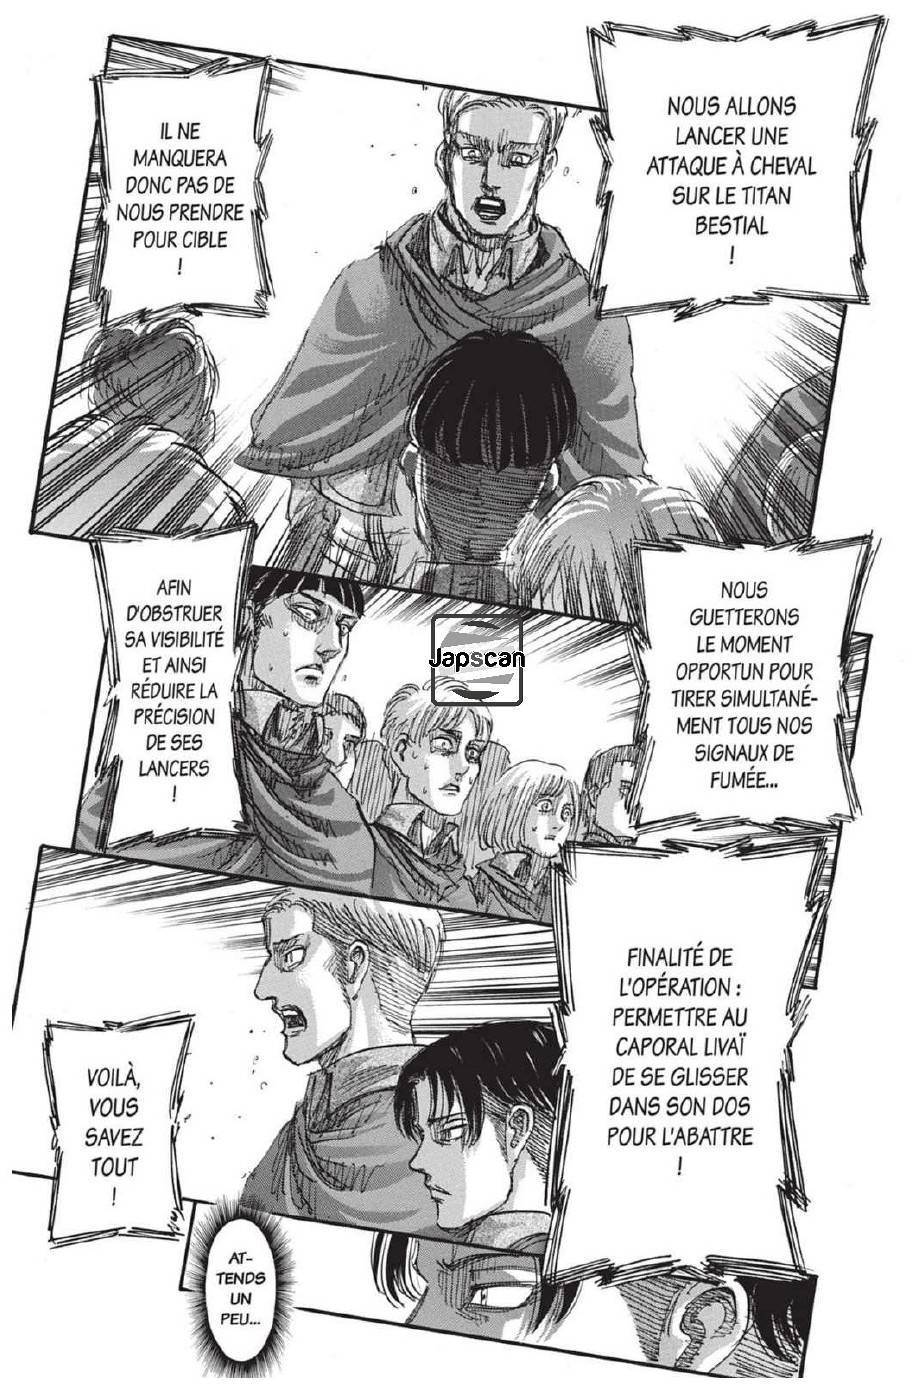 NOUS ALLONS
LANCER UNE
ATTAQUE À CHEVAL
SUR LE TITAN
BESTIAL
!
IL NE
MANQUERA
DONC PAS DE
NOUS PRENDRE
POUR CIBLE
!
NOUS
GUETTERONS
LE MOMENT
OPPORTUN POUR
TIRER SIMULTANÉ-
MENT TOUS NOS
SIGNAUX DE
FUMÉE...
AFIN
D'OBSTRUER
SA VISIBILITÉ
ET AINSI
RÉDUIRE LA
PRÉCISION
DE SES
LANCERS
!
Japscan
FINALITÉ DE
L'OPÉRATION :
PERMETTRE AU
CAPORAL LIVAÏ
DE SE GLISSER
DANS SON DOS
POUR L'ABATTRE
!
VOILÀ,
VOUS
SAVEZ
TOUT
!
AT-
TENDS
UN
PEU...